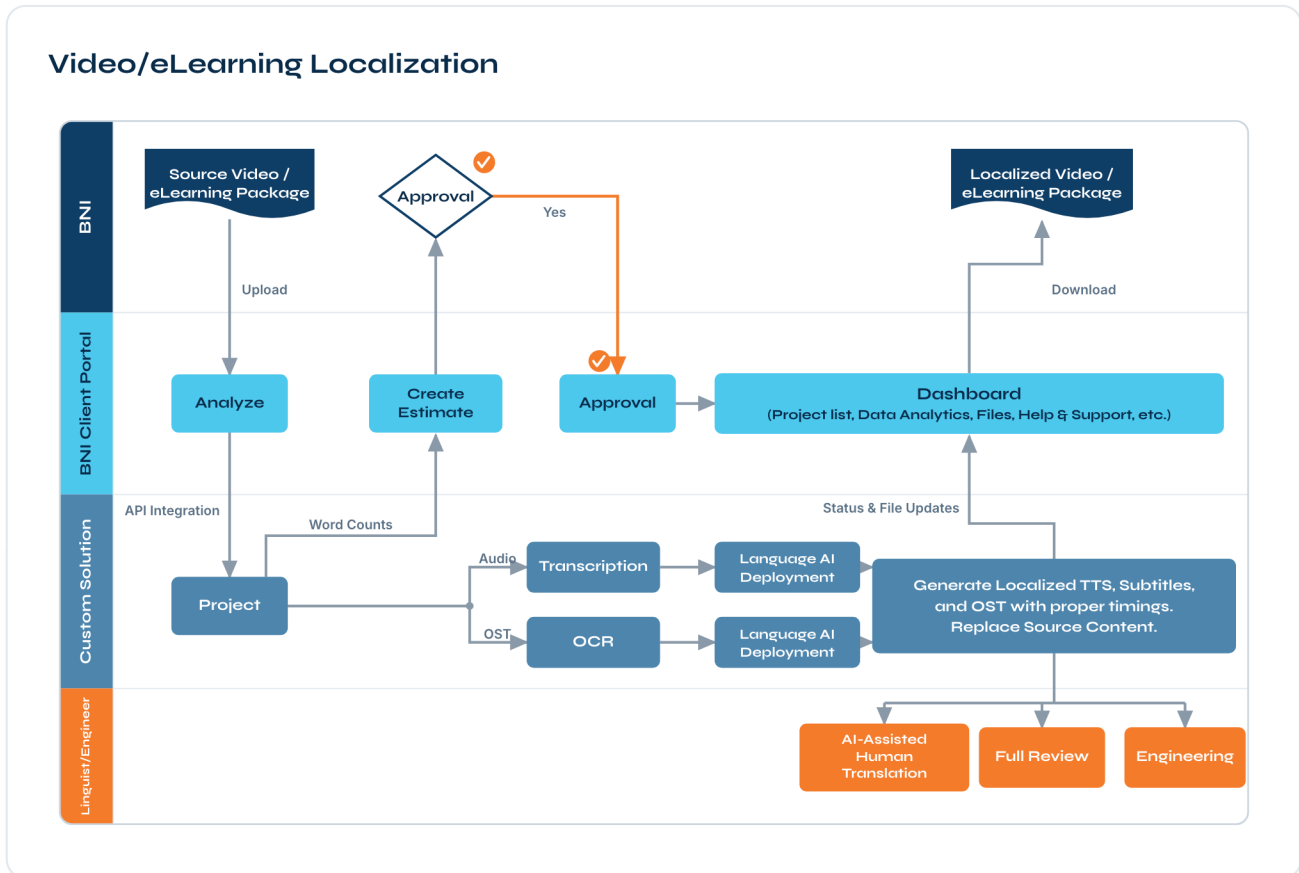 Video/eLearning Localization
BNI
Source Video /
eLearning Package
Approval
Yes
Localized Video /
eLearning Package
Upload
Download
BNI Client Portal
Analyze
Create
Estimate
Approval
Dashboard
(Project list, Data Analytics, Files, Help & Support, etc.)
Custom Solution
API Integration
Word Counts
Status & File Updates
Project
Audio
Transcription
Language AI
Deployment
OST
OCR
Language AI
Deployment
Generate Localized TTS, Subtitles,
and OST with proper timings.
Replace Source Content.
Linguist/Engineer
AI-Assisted
Human
Translation
Full Review
Engineering